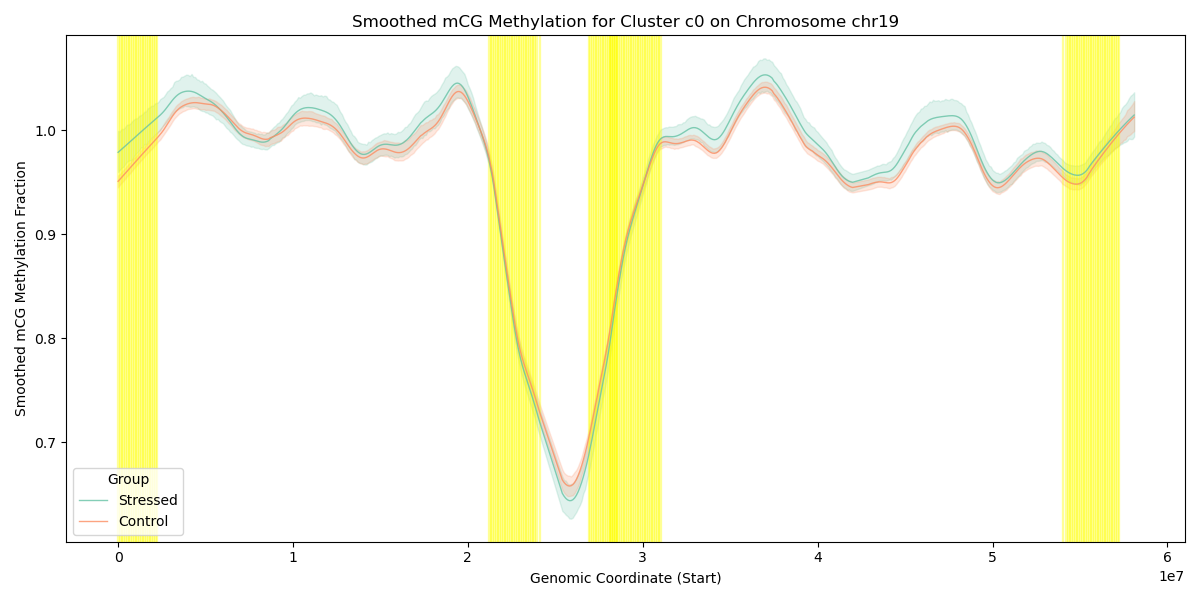 Smoothed mCG Methylation for Cluster c0 on Chromosome chr19
Smoothed mCG Methylation Fraction
1.0
0.9
0.8
0.7
Group
Stressed
Control
0 1 2 3 4 5 6
1e7
Genomic Coordinate (Start)